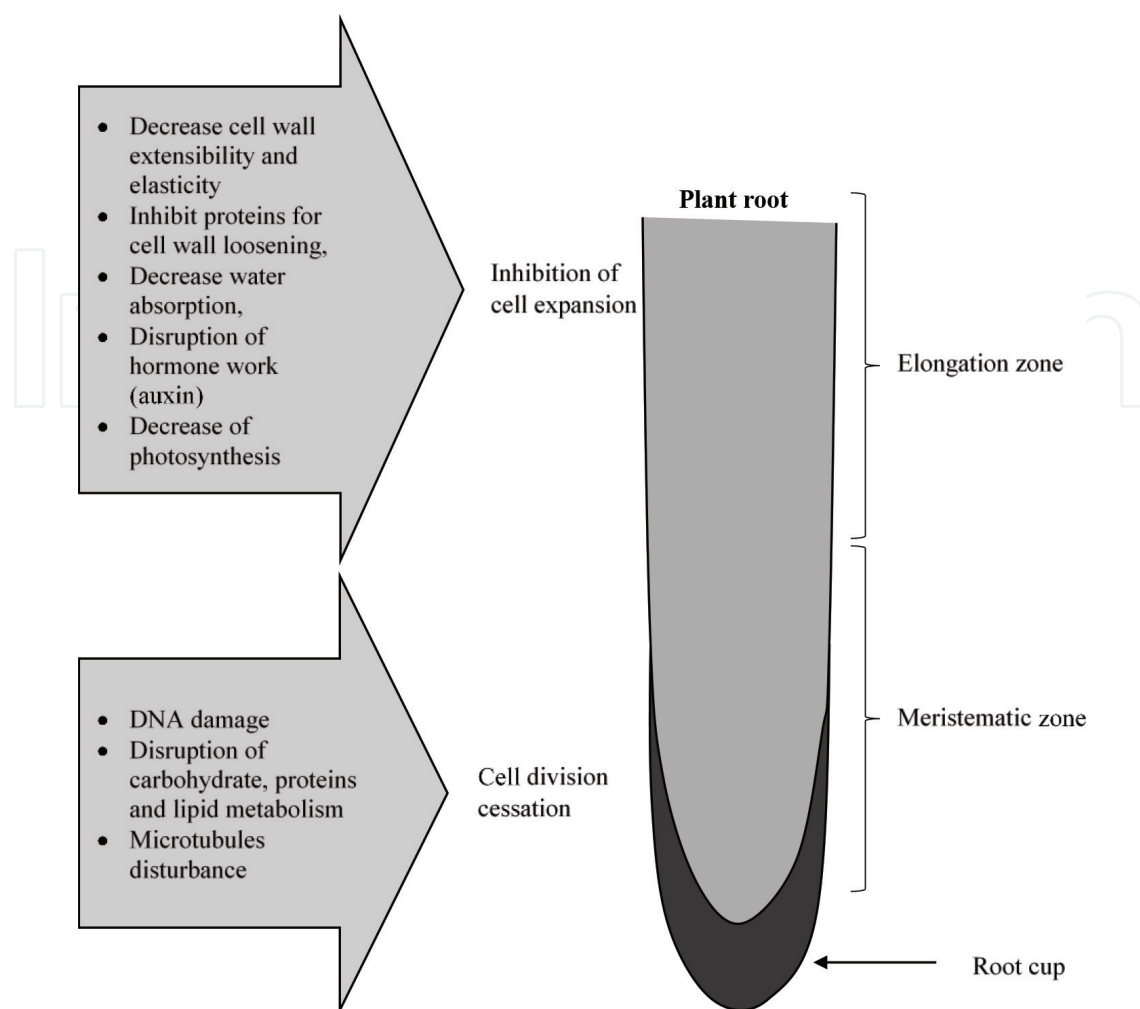 • Decrease cell wall
extensibility and
elasticity
• Inhibit proteins for
cell wall loosening,
• Decrease water
absorption,
• Disruption of
hormone work
(auxin)
• Decrease of
photosynthesis
Inhibition of
cell expansion
Plant root
Elongation zone
• DNA damage
• Disruption of
carbohydrate, proteins
and lipid metabolism
• Microtubules
disturbance
Cell division
cessation
Meristematic zone
Root cup